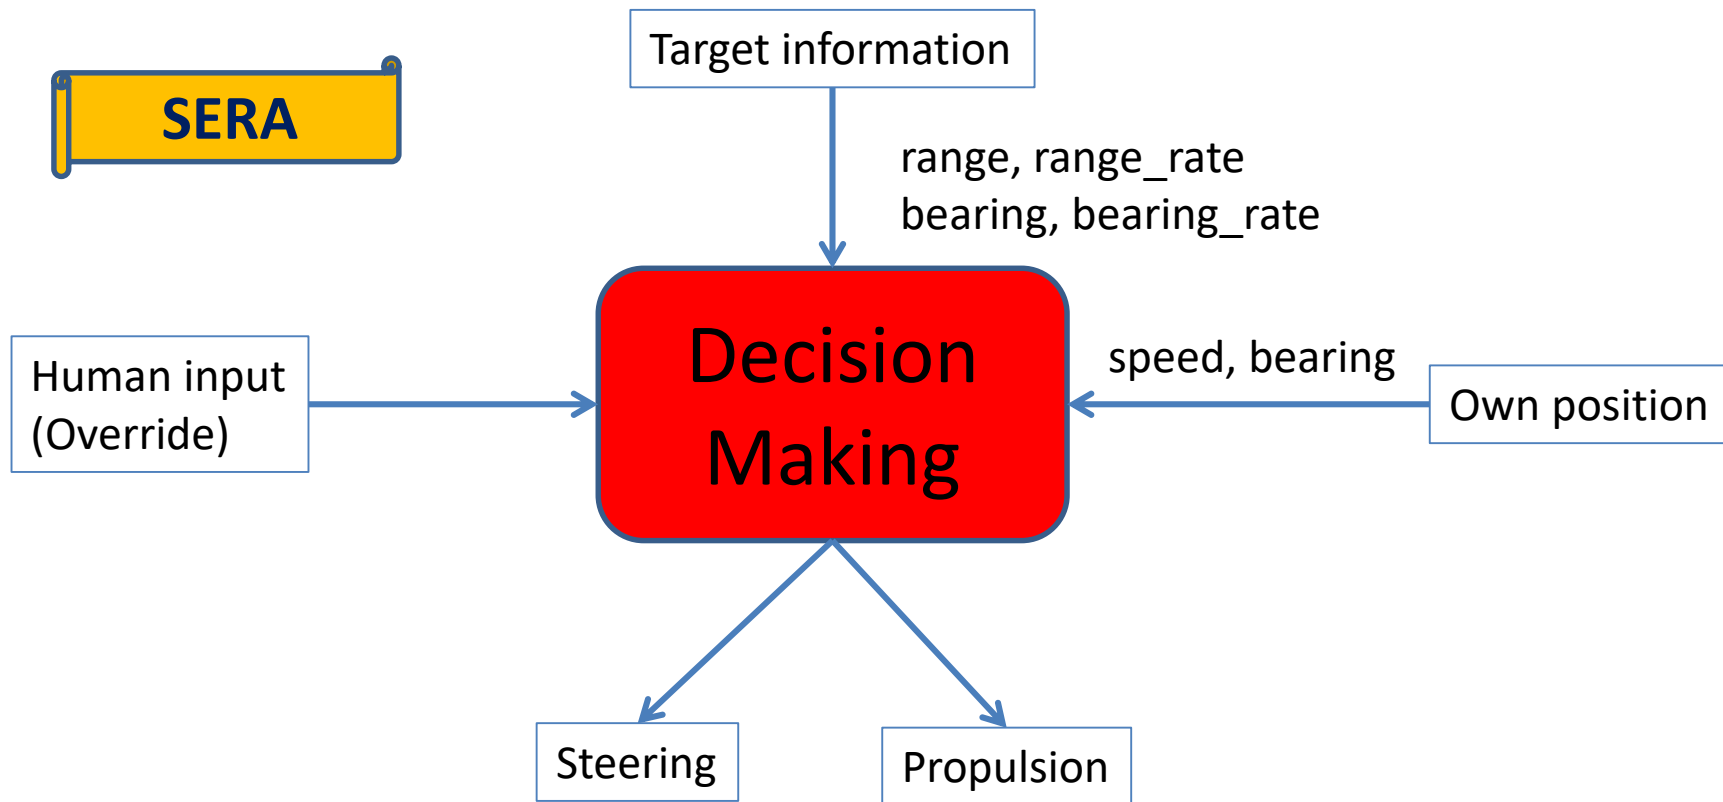 Target information
SERA
range, range_rate
bearing, bearing_rate
Human input
(Override)
Decision
Making
speed, bearing
Own position
Steering
Propulsion